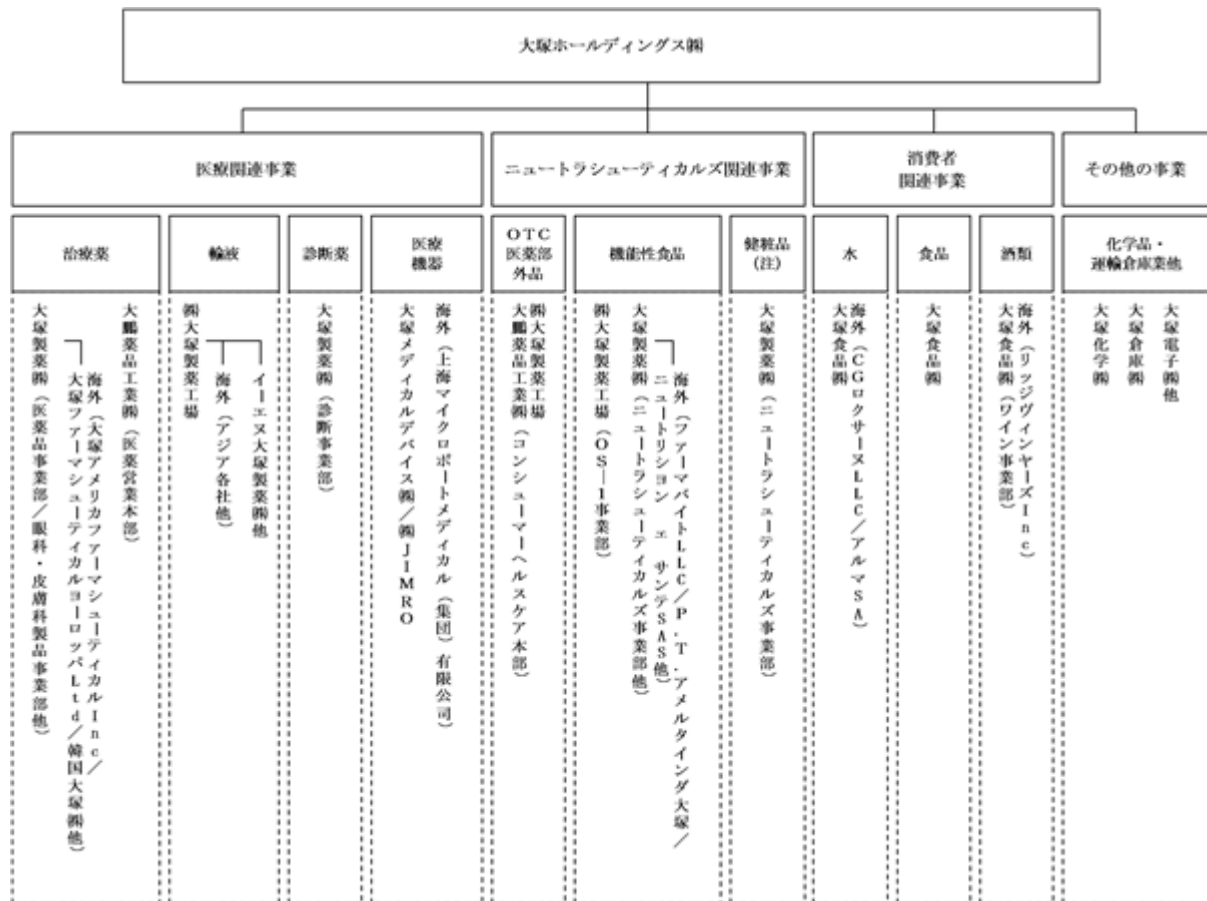 大塚ホールディングス㈱
医療関連事業
ニュートラシューティカルズ関連事業
消費者
関連事業
その他の事業
治療薬
輸液
診断薬
医療
機器
OTC
医薬部
外品
機能性食品
健粧品
(注)
水
食品
酒類
化学品・
運輸倉庫業他
大塚製薬㈱(医薬品事業部/眼科・皮膚科製品事業部他)
海外(大塚アメリカファーマシューティカルInc/
大塚ファーマシューティカルヨーロッパLtd/韓国大塚㈱他)
大鵬薬品工業㈱(医薬営業本部)
㈱大塚製薬工場
海外(アジア各社他)
イーエヌ大塚製薬㈱他
大塚製薬㈱(診断事業部)
大塚メディカルデバイス㈱/㈱JIMRO
海外(上海マイクロポートメディカル(集団)有限公司)
㈱大塚製薬工場
大鵬薬品工業㈱(コンシューマーヘルスケア本部)
㈱大塚製薬工場(OS―1事業部)
大塚製薬㈱(ニュートラシューティカルズ事業部他)
海外(ファーマバイトLLC/P.T.アメルタインダ大塚/
ニュートリション エ サンテSAS他)
大塚製薬㈱(ニュートラシューティカルズ事業部)
海外(CGロクサーヌLLC/アルマSA)
大塚食品㈱
大塚食品㈱
海外(リッジヴィンヤーズInc)
大塚食品㈱(ワイン事業部)
大塚化学㈱
大塚倉庫㈱
大塚電子㈱他